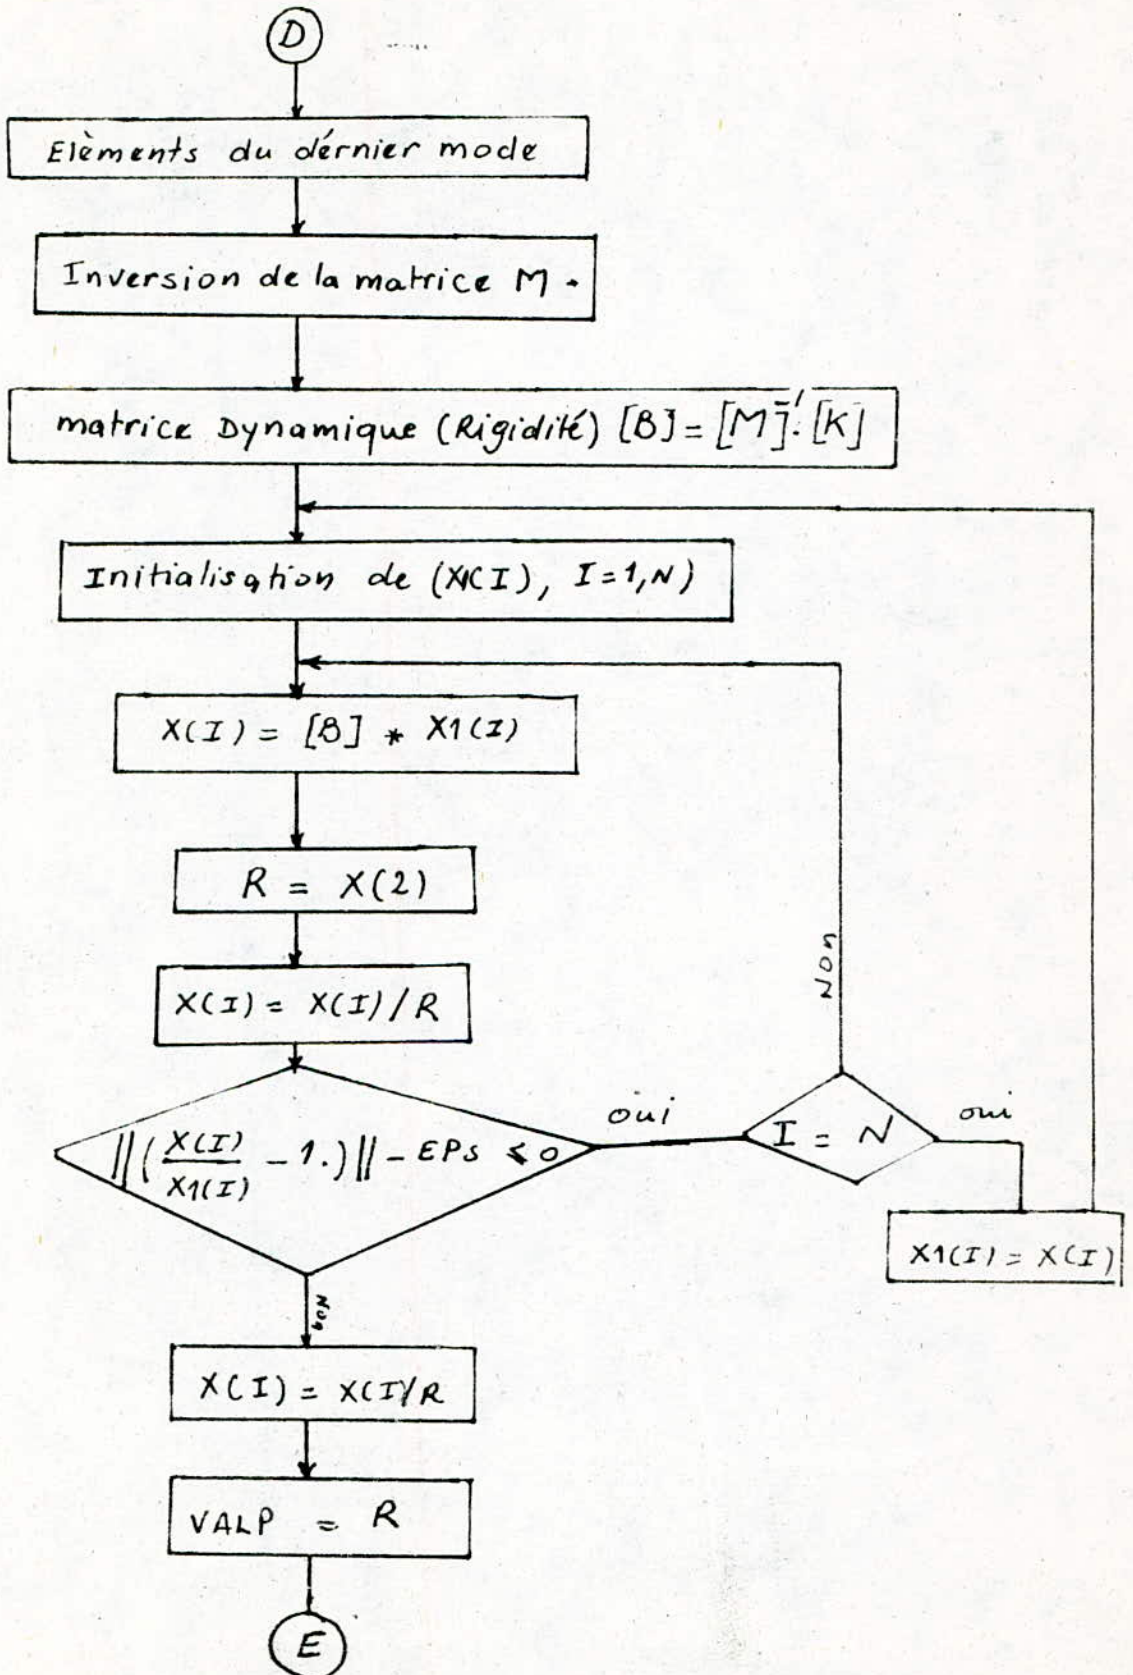 D
Elèments du dérnier mode
Inversion de la matrice M.
matrice Dynamique (Rigidité) [B] = [M]⁻¹. [K]
Initialisation de (X1(I), I=1,N)
X(I) = [B] * X1(I)
R = X(2)
X(I) = X(I)/R
||(X(I)/X1(I) - 1.)|| - EPS ≤ 0
oui
I = N
oui
Non
X1(I) = X(I)
Non
X(I) = X(I)/R
VALP = R
E